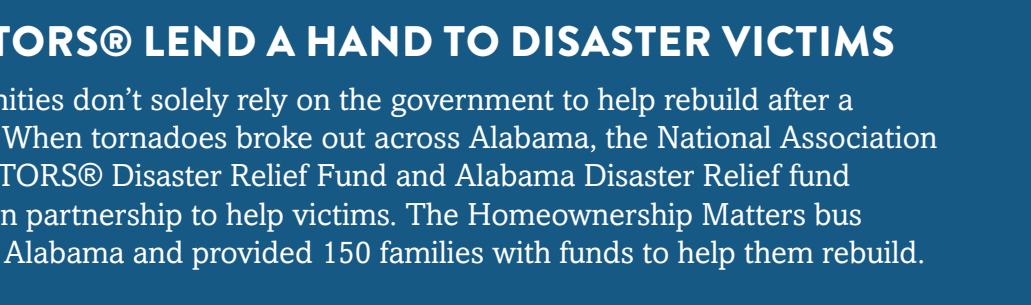 TORS® LEND A HAND TO DISASTER VICTIMS
nities don’t solely rely on the government to help rebuild after a
When tornadoes broke out across Alabama, the National Association
TORS® Disaster Relief Fund and Alabama Disaster Relief fund
n partnership to help victims. The Homeownership Matters bus
Alabama and provided 150 families with funds to help them rebuild.